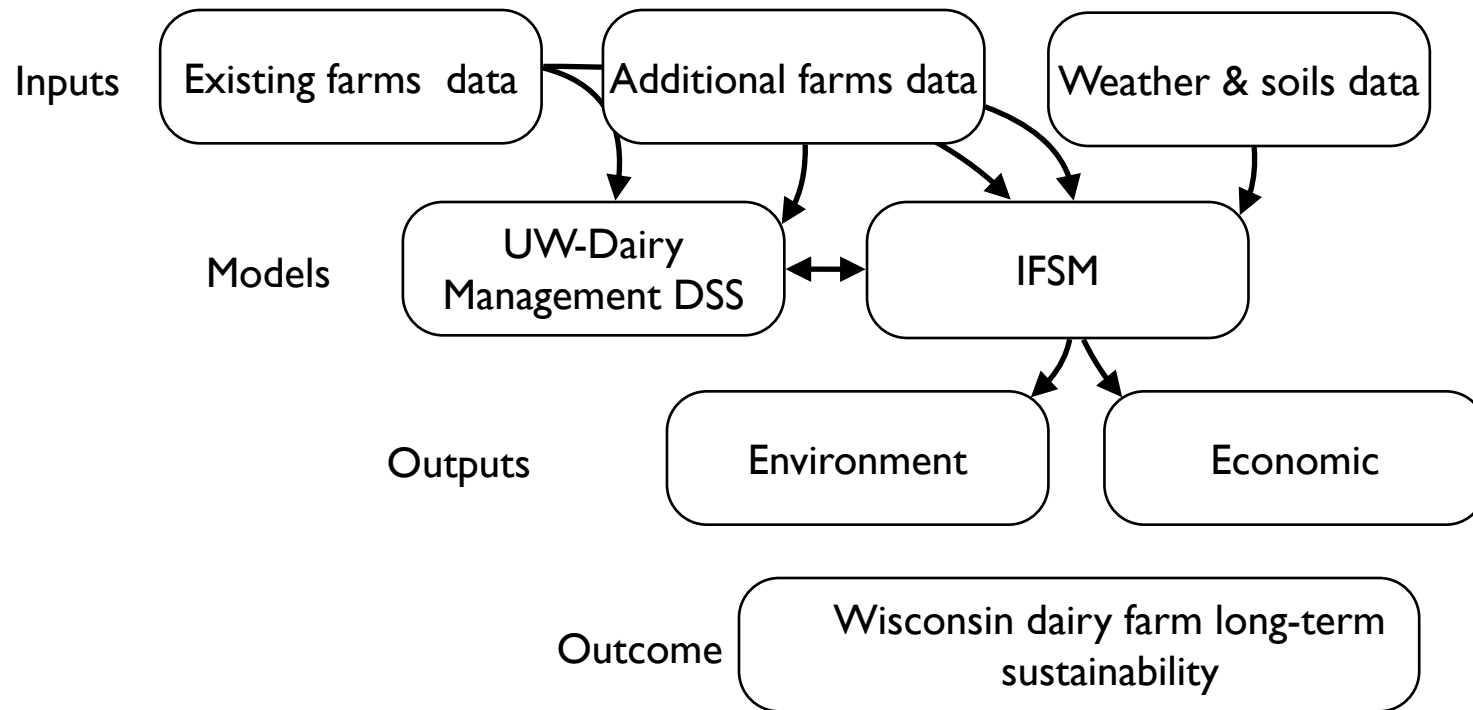 Inputs
Existing farms data
Additional farms data
Weather & soils data
Models
UW-Dairy
Management DSS
IFSM
Outputs
Environment
Economic
Outcome
Wisconsin dairy farm long-term
sustainability